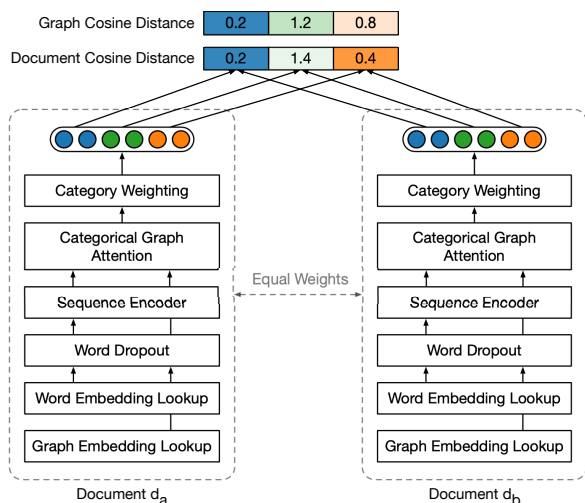 Graph Cosine Distance 0.2 1.2 0.8
Document Cosine Distance 0.2 1.4 0.4
Category Weighting
Categorical Graph
Attention
Sequence Encoder
Word Dropout
Word Embedding Lookup
Graph Embedding Lookup
Document da
Equal Weights
Category Weighting
Categorical Graph
Attention
Sequence Encoder
Word Dropout
Word Embedding Lookup
Graph Embedding Lookup
Document db